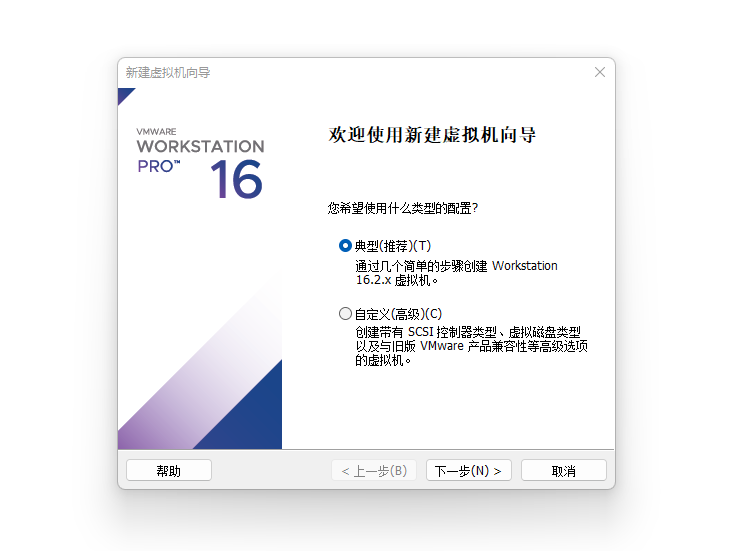 新建虚拟机向导
VMWARE
WORKSTATION
PRO™
16
欢迎使用新建虚拟机向导
您希望使用什么类型的配置?
典型(推荐)(T)
通过几个简单的步骤创建 Workstation
16.2.x 虚拟机。
自定义(高级)(C)
创建带有 SCSI 控制器类型、虚拟磁盘类型
以及与旧版 VMware 产品兼容性等高级选项
的虚拟机。
帮助
< 上一步(B)
下一步(N) >
取消